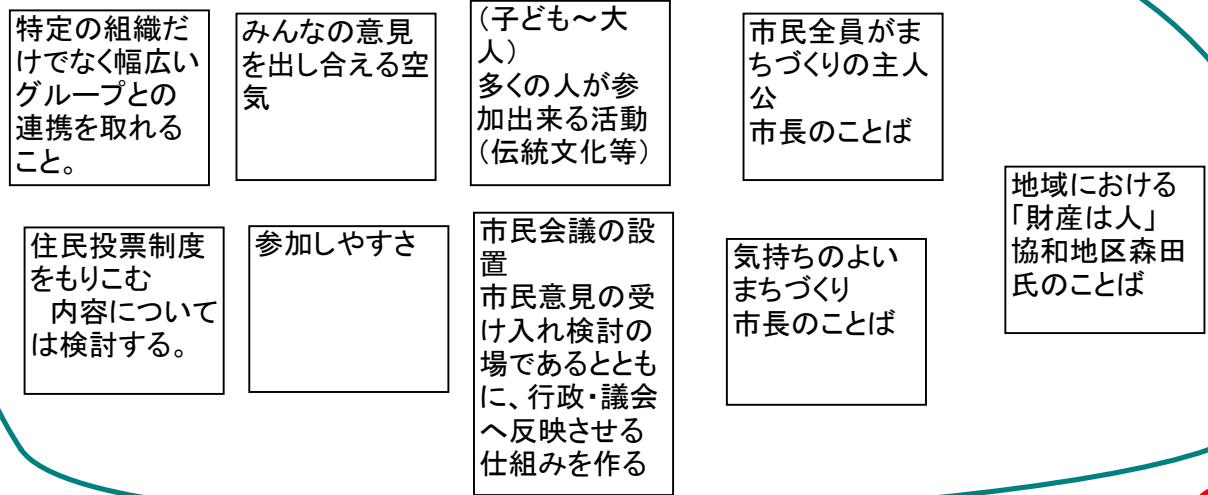 特定の組織だ
けでなく幅広い
グループとの
連携を取れる
こと。
みんなの意見
を出し合える空
気
(子ども～大
人)
多くの人が参
加出来る活動
(伝統文化等)
市民全員がま
ちづくりの主人
公
市長のことば
地域における
「財産は人」
協和地区森田
氏のことば
住民投票制度
をもりこむ
　内容について
は検討する。
参加しやすさ
市民会議の設
置
市民意見の受
け入れ検討の
場であるととも
に、行政・議会
へ反映させる
仕組みを作る
気持ちのよい
まちづくり
市長のことば